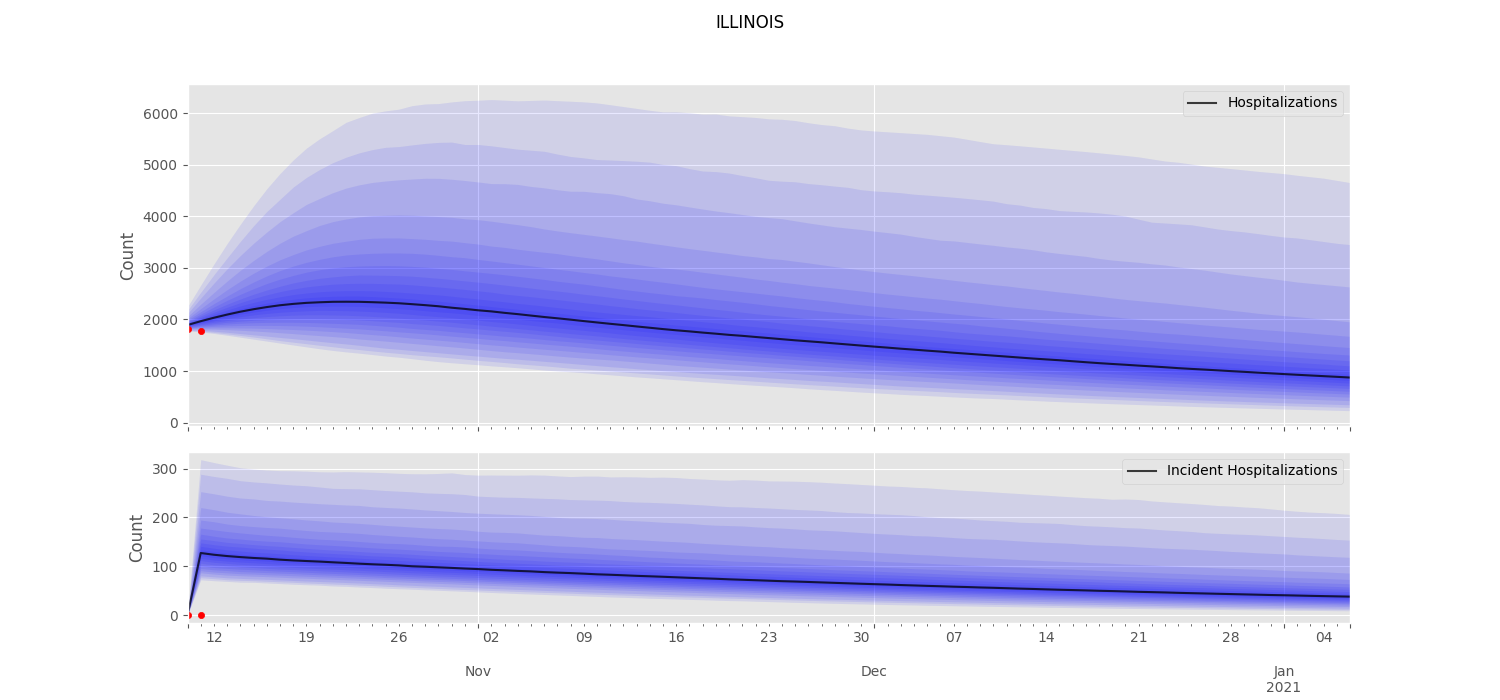 ILLINOIS
Hospitalizations
Count
6000
5000
4000
3000
2000
1000
0
Incident Hospitalizations
Count
300
200
100
0
12 19 26 02 09 16 23 30 07 14 21 28 04
Nov Dec Jan
2021